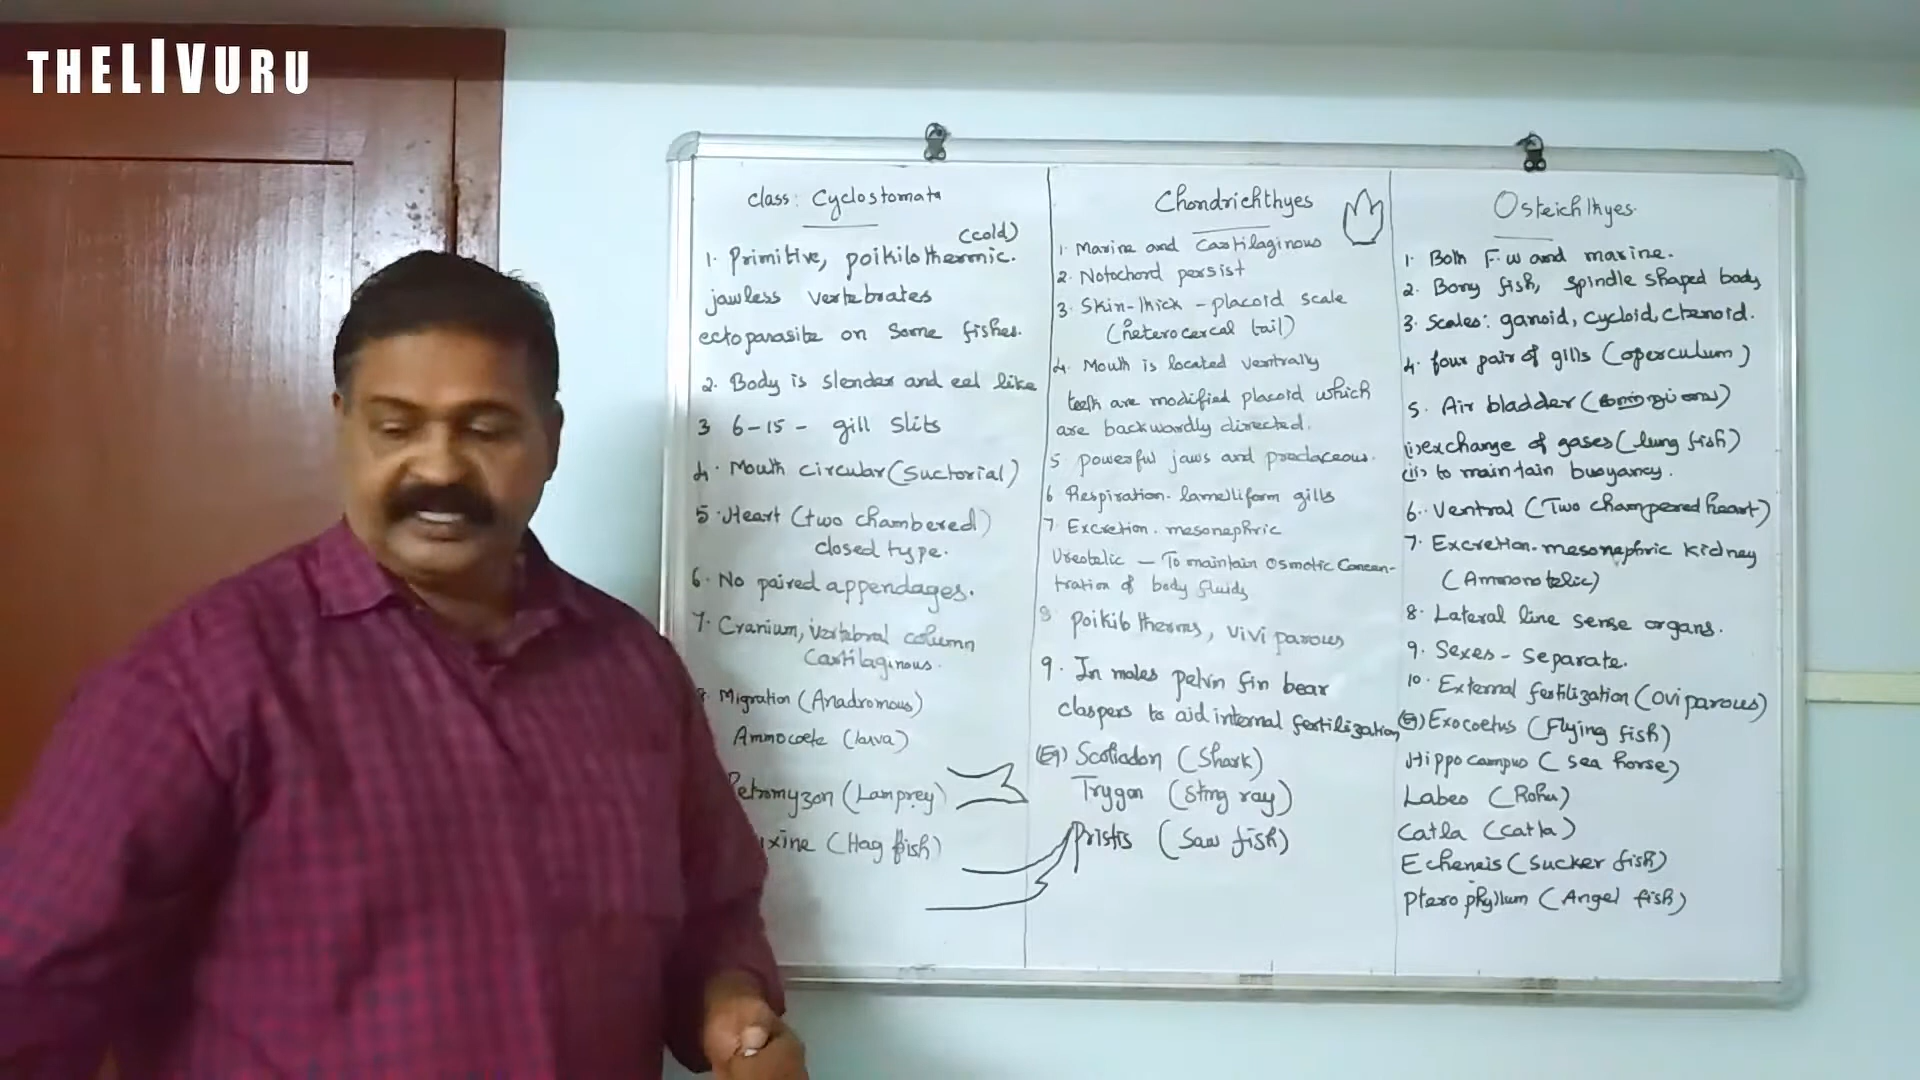 THELIVURU
class: Cyclostomata
(cold)
1. Primitive, poikilothermic.
jawless vertebrates
ectoparasite on some fishes.
2. Body is slender and eel like
3 6-15 - gill slits
4. Mouth circular (Suctorial)
5. Heart (two chambered)
closed type.
6. No paired appendages.
7. Cranium, vertebral column
Cartilaginous.
Migration (Anadromous)
Ammocoete (larva)
Petromyzon (Lamprey)
ixine (Hag fish)
Chondrichthyes
1. Marine and Cartilaginous
2. Notochord persist
3. Skin-thick - placoid scale
(heterocercal tail)
4. Mouth is located ventrally
teeth are modified placoid which
are backwardly directed.
5 powerful jaws and predaceous.
6 Respiration. lamelliform gills
7. Excretion. mesonephric
Ureotelic - To maintain osmotic Concen-
tration of body fluids
8 poikilotherms, viviparous
9. In males pelvin fin bear
claspers to aid internal fertilization
(Eg) Scoliodon (Shark)
Trygon (Sting ray)
Pristis (Saw fish)
Osteichthyes.
1. Both F.w and marine.
2. Bony fish, spindle shaped body
3. Scales: ganoid, cycloid, ctenoid.
4. four pair of gills (operculum)
5. Air bladder
(i) exchange of gases (lung fish)
(ii) to maintain buoyancy.
6. Ventral (Two champered heart)
7. Excretion. mesonephric kidney
(Ammonotelic)
8. Lateral line sense organs.
9. Sexes - separate.
10. External fertilization (oviparous)
(Eg) Exocoetus (Flying fish)
Hippocampus (sea horse)
Labeo (Rohu)
Catla (catla)
Echeneis (sucker fish)
Pterophyllum (Angel fish)